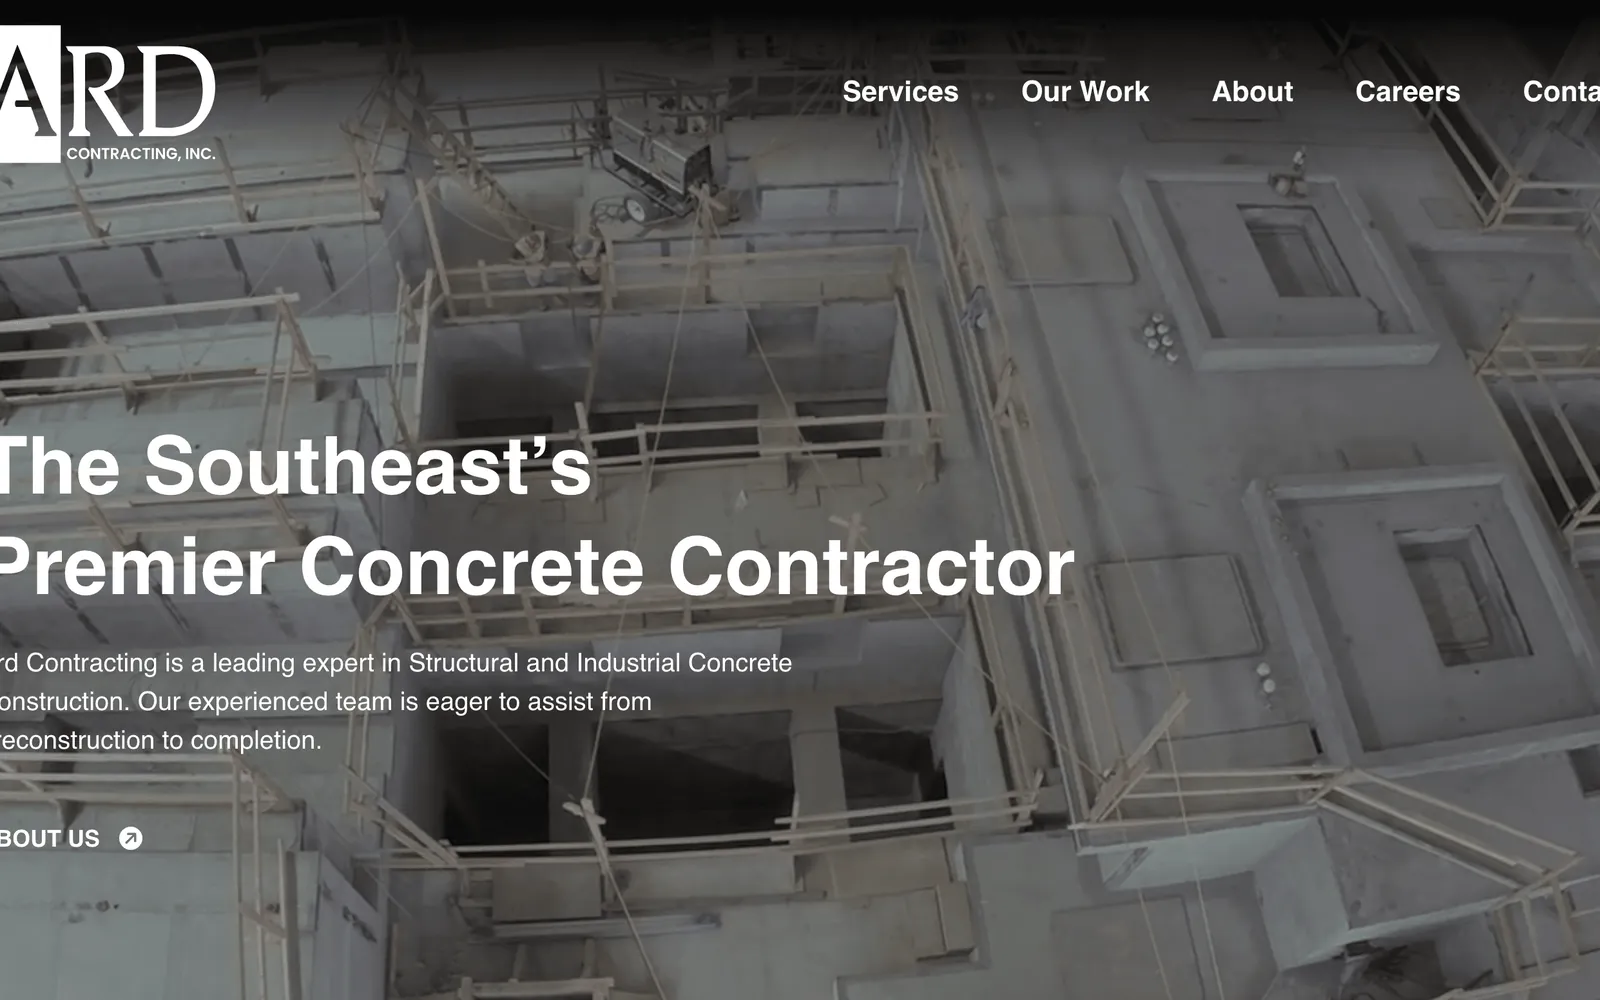 ARD
CONTRACTING, INC.
Services Our Work About Careers Conta
The Southeast’s
Premier Concrete Contractor
rd Contracting is a leading expert in Structural and Industrial Concrete
onstruction. Our experienced team is eager to assist from
reconstruction to completion.
BOUT US